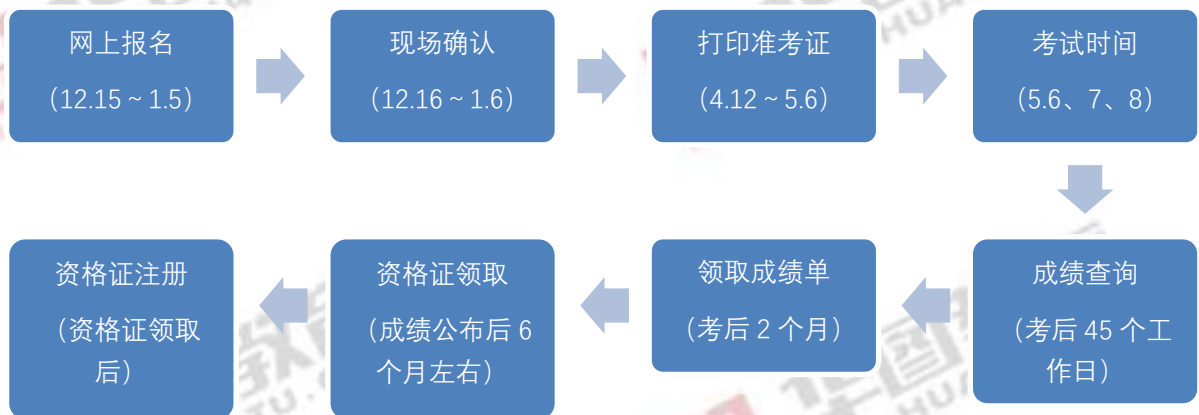 网上报名
（12.15～1.5）
现场确认
（12.16～1.6）
打印准考证
（4.12～5.6）
考试时间
（5.6、7、8）
成绩查询
（考后 45 个工
作日）
领取成绩单
（考后 2 个月）
资格证领取
（成绩公布后 6
个月左右）
资格证注册
（资格证领取
后）